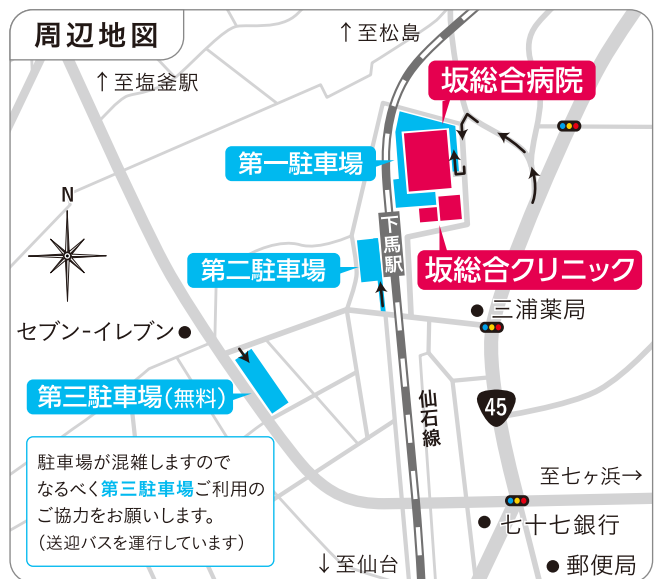 周辺地図
↑至松島
↑至塩釜駅
坂総合病院
第一駐車場
N
下馬駅
第二駐車場
坂総合クリニック
三浦薬局
セブン-イレブン
第三駐車場(無料)
仙石線
45
駐車場が混雑しますので
なるべく第三駐車場ご利用の
ご協力をお願いします。
(送迎バスを運行しています)
至七ヶ浜→
七十七銀行
↓至仙台
郵便局